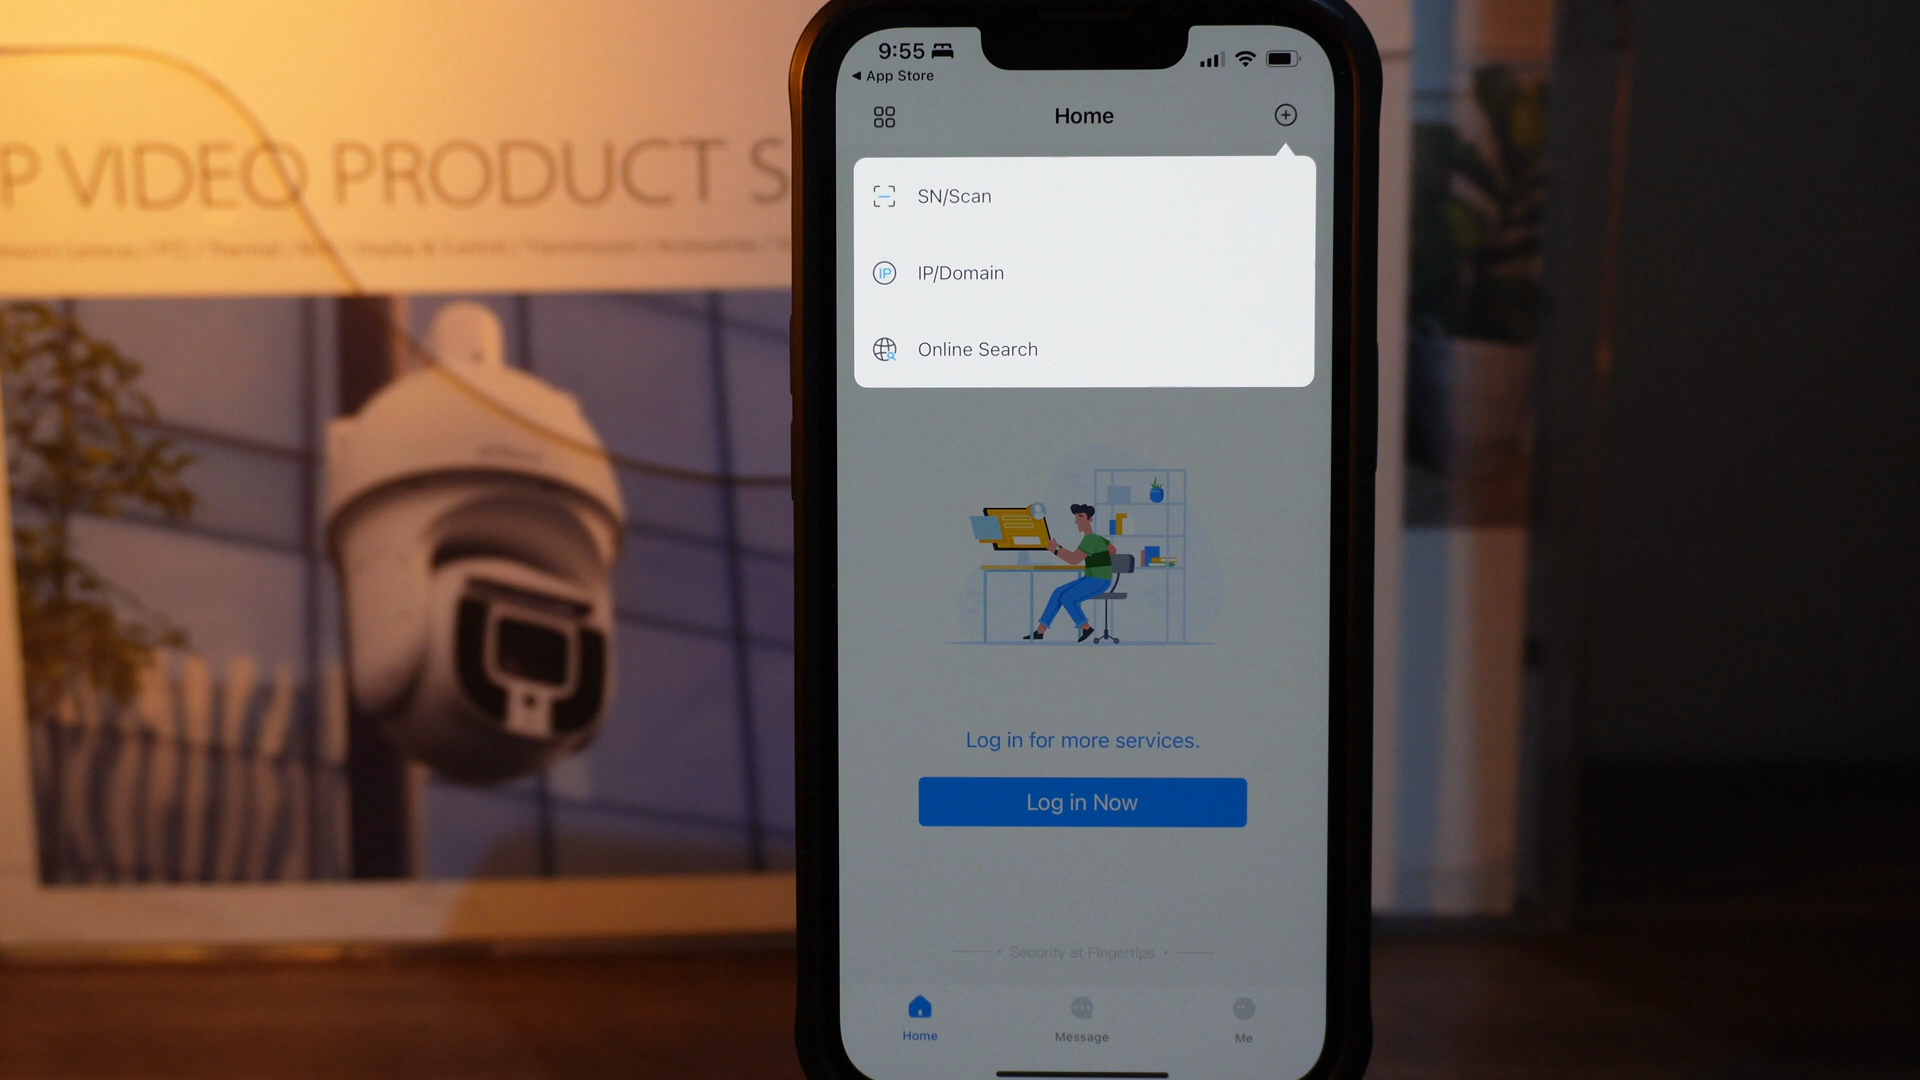 P VIDEO PRODUCT S
9:55
◀ App Store
Home
SN/Scan
IP
IP/Domain
Online Search
Log in for more services.
Log in Now
Security at Fingertips
Home
Message
Me